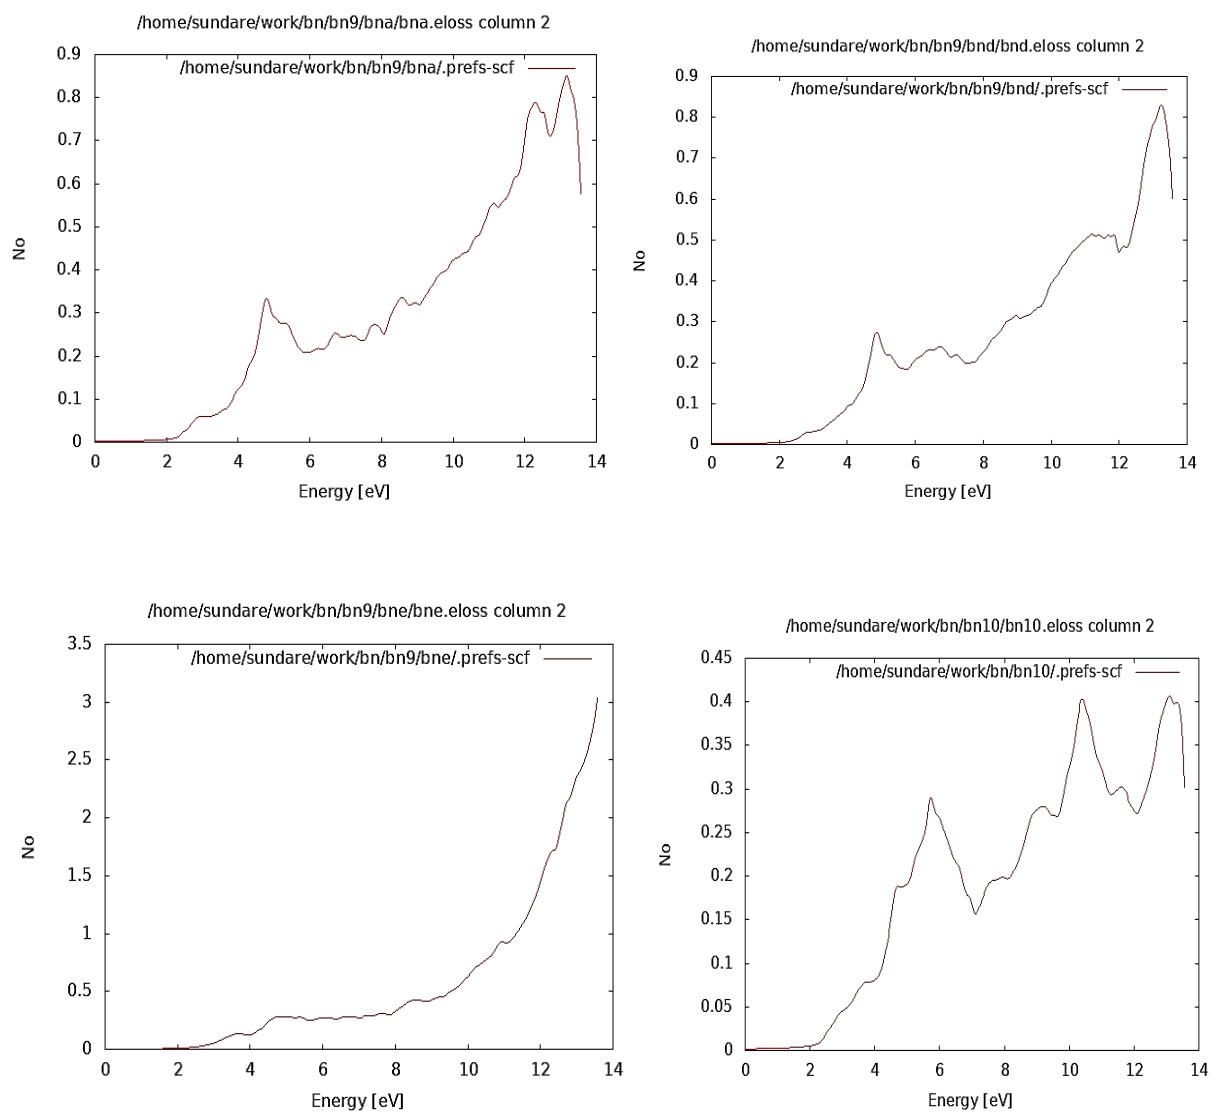 /home/sundare/work/bn/bn9/bna/bna.eloss column 2
/home/sundare/work/bn/bn9/bna/.prefs-scf
0.9
0.8
0.7
0.6
0.5
0.4
0.3
0.2
0.1
0
No
0 2 4 6 8 10 12 14
Energy [eV]
/home/sundare/work/bn/bn9/bnd/bnd.eloss column 2
/home/sundare/work/bn/bn9/bnd/.prefs-scf
0.9
0.8
0.7
0.6
0.5
0.4
0.3
0.2
0.1
0
No
0 2 4 6 8 10 12 14
Energy [eV]
/home/sundare/work/bn/bn9/bne/bne.eloss column 2
/home/sundare/work/bn/bn9/bne/.prefs-scf
3.5
3
2.5
2
1.5
1
0.5
0
No
0 2 4 6 8 10 12 14
Energy [eV]
/home/sundare/work/bn/bn10/bn10.eloss column 2
/home/sundare/work/bn/bn10/.prefs-scf
0.45
0.4
0.35
0.3
0.25
0.2
0.15
0.1
0.05
0
No
0 2 4 6 8 10 12 14
Energy [eV]